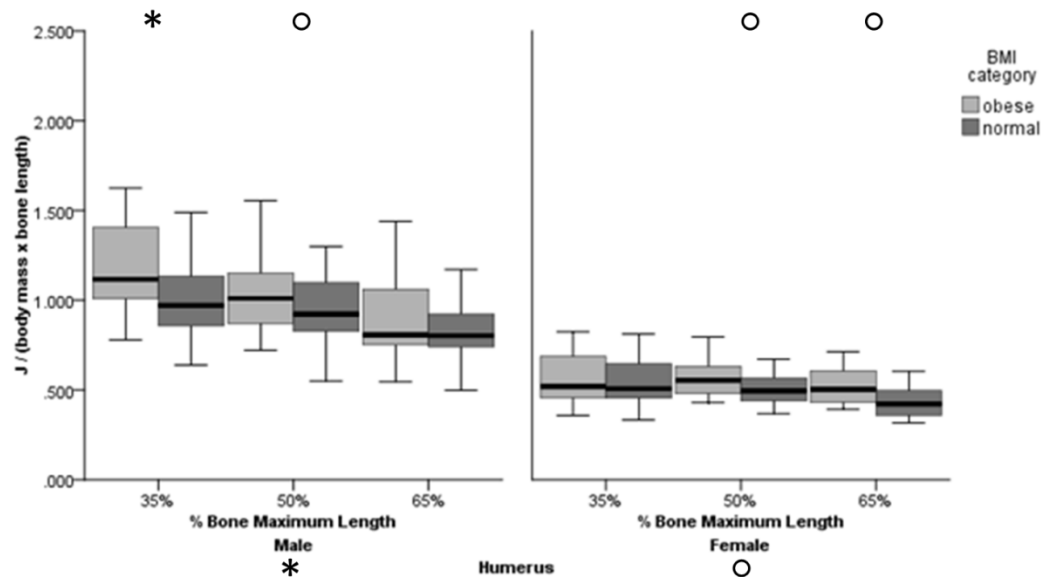 * ○ ○ ○
2.500
2.000
1.500
1.000
.500
.000
J / (body mass x bone length)
BMI
category
obese
normal
35% 50% 65% 35% 50% 65%
% Bone Maximum Length % Bone Maximum Length
Male Female
* Humerus ○